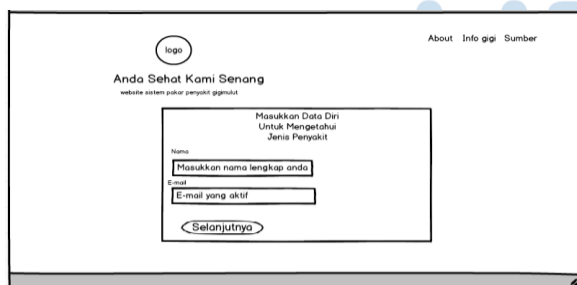 logo
About Info gigi Sumber
Anda Sehat Kami Senang
website sistem pakar penyakit gigimulut
Masukkan Data Diri
Untuk Mengetahui
Jenis Penyakit
Nama
Masukkan nama lengkap anda
E-mail
E-mail yang aktif
Selanjutnya